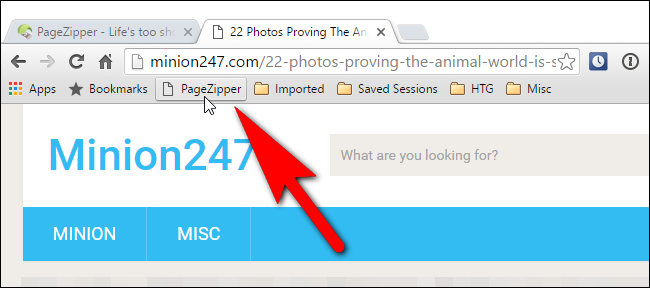 PageZipper - Life's too sh
22 Photos Proving The An
minion247.com/22-photos-proving-the-animal-world-is-s
Apps Bookmarks PageZipper Imported Saved Sessions HTG Misc
Minion247
What are you looking for?
MINION MISC